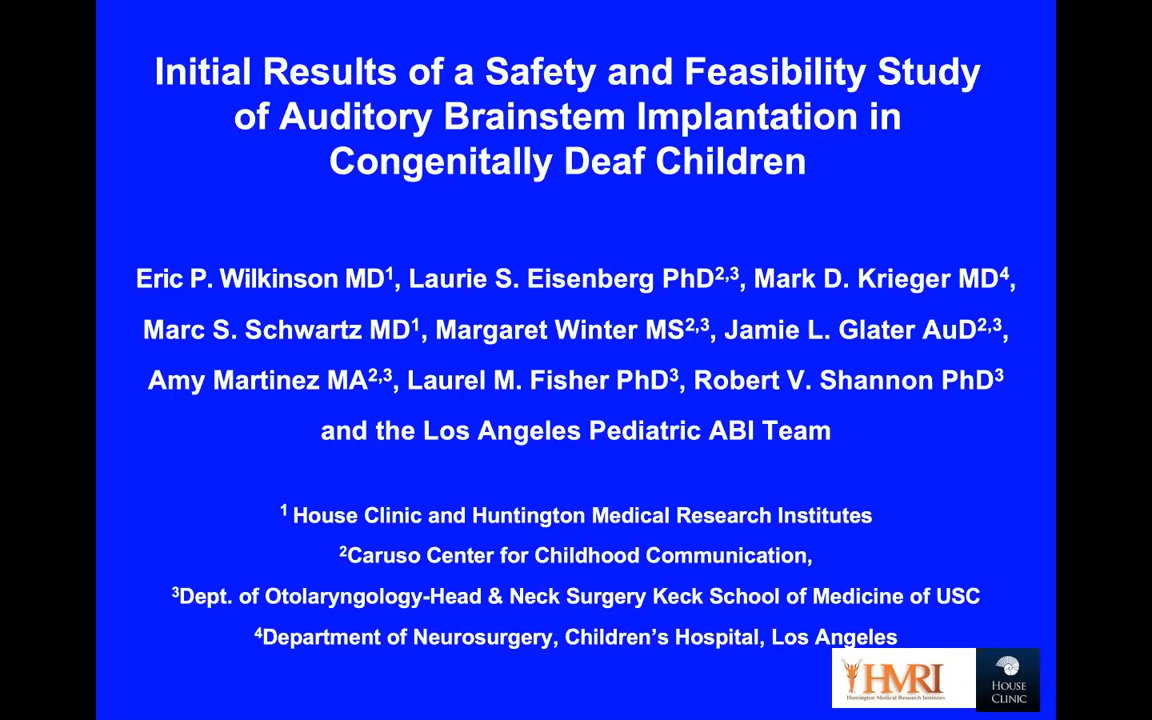 Initial Results of a Safety and Feasibility Study
of Auditory Brainstem Implantation in
Congenitally Deaf Children
Eric P. Wilkinson MD1, Laurie S. Eisenberg PhD2,3, Mark D. Krieger MD4,
Marc S. Schwartz MD1, Margaret Winter MS2,3, Jamie L. Glater AuD2,3,
Amy Martinez MA2,3, Laurel M. Fisher PhD3, Robert V. Shannon PhD3
and the Los Angeles Pediatric ABI Team
1 House Clinic and Huntington Medical Research Institutes
2Caruso Center for Childhood Communication,
3Dept. of Otolaryngology-Head & Neck Surgery Keck School of Medicine of USC
4Department of Neurosurgery, Children’s Hospital, Los Angeles
HMRI
Huntington Medical Research Institutes
HOUSE
CLINIC